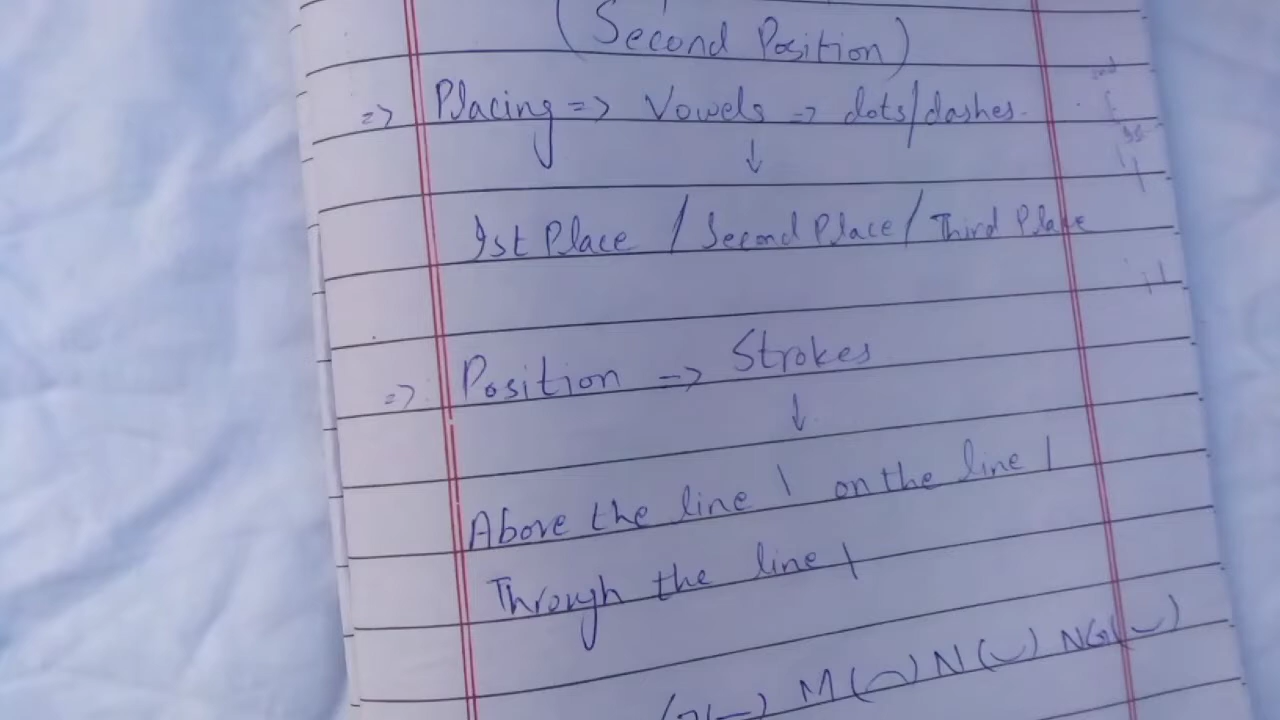 (Second Position)
=> Placing => Vowels => dots/dashes.
↓
1st Place / Second Place / Third Place
=> Position => Strokes
↓
Above the line \ on the line \
Through the line \
M (⌒) N (⌣) NG (⌣)